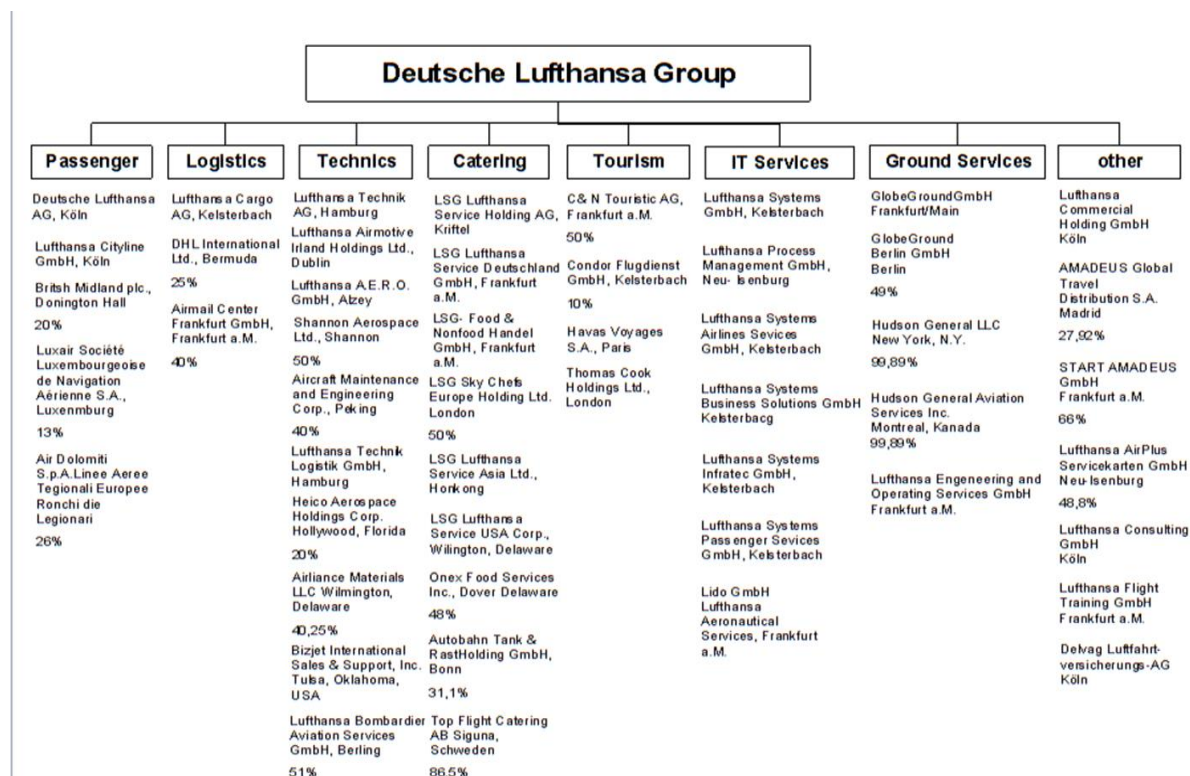 Deutsche Lufthansa Group
Passenger
Deutsche Lufthansa
AG, Köln
Lufthansa Cityline
GmbH, Köln
Britsh Midland plc.,
Donington Hall
20%
Luxair Société
Luxembourgeoise
de Navigation
Aérienne S.A.,
Luxenmburg
13%
Air Dolomiti
S.p.A.Linee Aeree
Tegionali Europee
Ronchi die
Legionari
26%
Logistics
Lufthansa Cargo
AG, Kelsterbach
DHL International
Ltd., Bermuda
25%
Airmail Center
Frankfurt GmbH,
Frankfurt a.M.
40%
Technics
Lufthansa Technik
AG, Hamburg
Lufthansa Airmotive
Irland Holdings Ltd.,
Dublin
Lufthansa A.E.R.O.
GmbH, Alzey
Shannon Aerospace
Ltd., Shannon
50%
Aircraft Maintenance
and Engineering
Corp., Peking
40%
Lufthansa Technik
Logistik GmbH,
Hamburg
Heico Aerospace
Holdings Corp.
Hollywood, Florida
20%
Airliance Materials
LLC Wilmington,
Delaware
40,25%
Bizjet International
Sales & Support, Inc.
Tulsa, Oklahoma,
USA
Lufthansa Bombardier
Aviation Services
GmbH, Berling
51%
Catering
LSG Lufthansa
Service Holding AG,
Kriftel
LSG Lufthansa
Service Deutschland
GmbH, Frankfurt
a.M.
LSG- Food &
Nonfood Handel
GmbH, Frankfurt
a.M.
LSG Sky Chefs
Europe Holding Ltd.
London
50%
LSG Lufthansa
Service Asia Ltd.,
Honkong
LSG Lufthansa
Service USA Corp.,
Wilington, Delaware
Onex Food Services
Inc., Dover Delaware
48%
Autobahn Tank &
RastHolding GmbH,
Bonn
31,1%
Top Flight Catering
AB Siguna,
Schweden
86,5%
Tourism
C& N Touristic AG,
Frankfurt a.M.
50%
Condor Flugdienst
GmbH, Kelsterbach
10%
Havas Voyages
S.A., Paris
Thomas Cook
Holdings Ltd.,
London
IT Services
Lufthansa Systems
GmbH, Kelsterbach
Lufthansa Process
Management GmbH,
Neu- Isenburg
Lufthansa Systems
Airlines Sevices
GmbH, Kelsterbach
Lufthansa Systems
Business Solutions GmbH
Kelsterbacg
Lufthansa Systems
Infratec GmbH,
Kelsterbach
Lufthansa Systems
Passenger Sevices
GmbH, Kelsterbach
Lido GmbH
Lufthansa
Aeronautical
Services, Frankfurt
a.M.
Ground Services
GlobeGroundGmbH
Frankfurt/Main
GlobeGround
Berlin GmbH
Berlin
49%
Hudson General LLC
New York, N.Y.
99,89%
Hudson General Aviation
Services Inc.
Montreal, Kanada
99,89%
Lufthansa Engeneering and
Operating Services GmbH
Frankfurt a.M.
other
Lufthansa
Commercial
Holding GmbH
Köln
AMADEUS Global
Travel
Distribution S.A.
Madrid
27,92%
START AMADEUS
GmbH
Frankfurt a.M.
66%
Lufthansa AirPlus
Servicekarten GmbH
Neu-Isenburg
48,8%
Lufthansa Consulting
GmbH
Köln
Lufthansa Flight
Training GmbH
Frankfurt a.M.
Delvag Luftfahrt-
versicherungs-AG
Köln